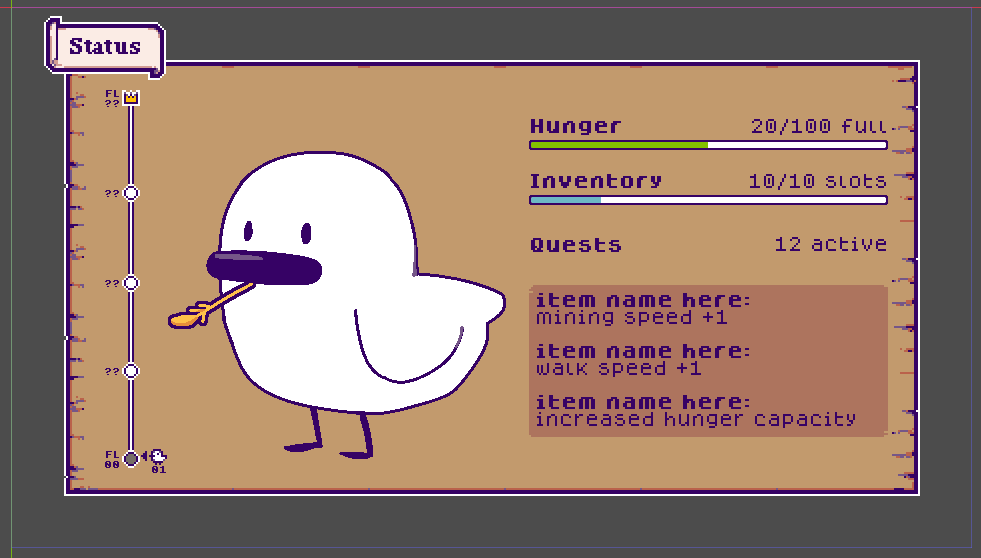 Status
FL
??
??
??
??
FL
00
01
Hunger 20/100 full
Inventory 10/10 slots
Quests 12 active
item name here:
mining speed +1
item name here:
walk speed +1
item name here:
increased hunger capacity